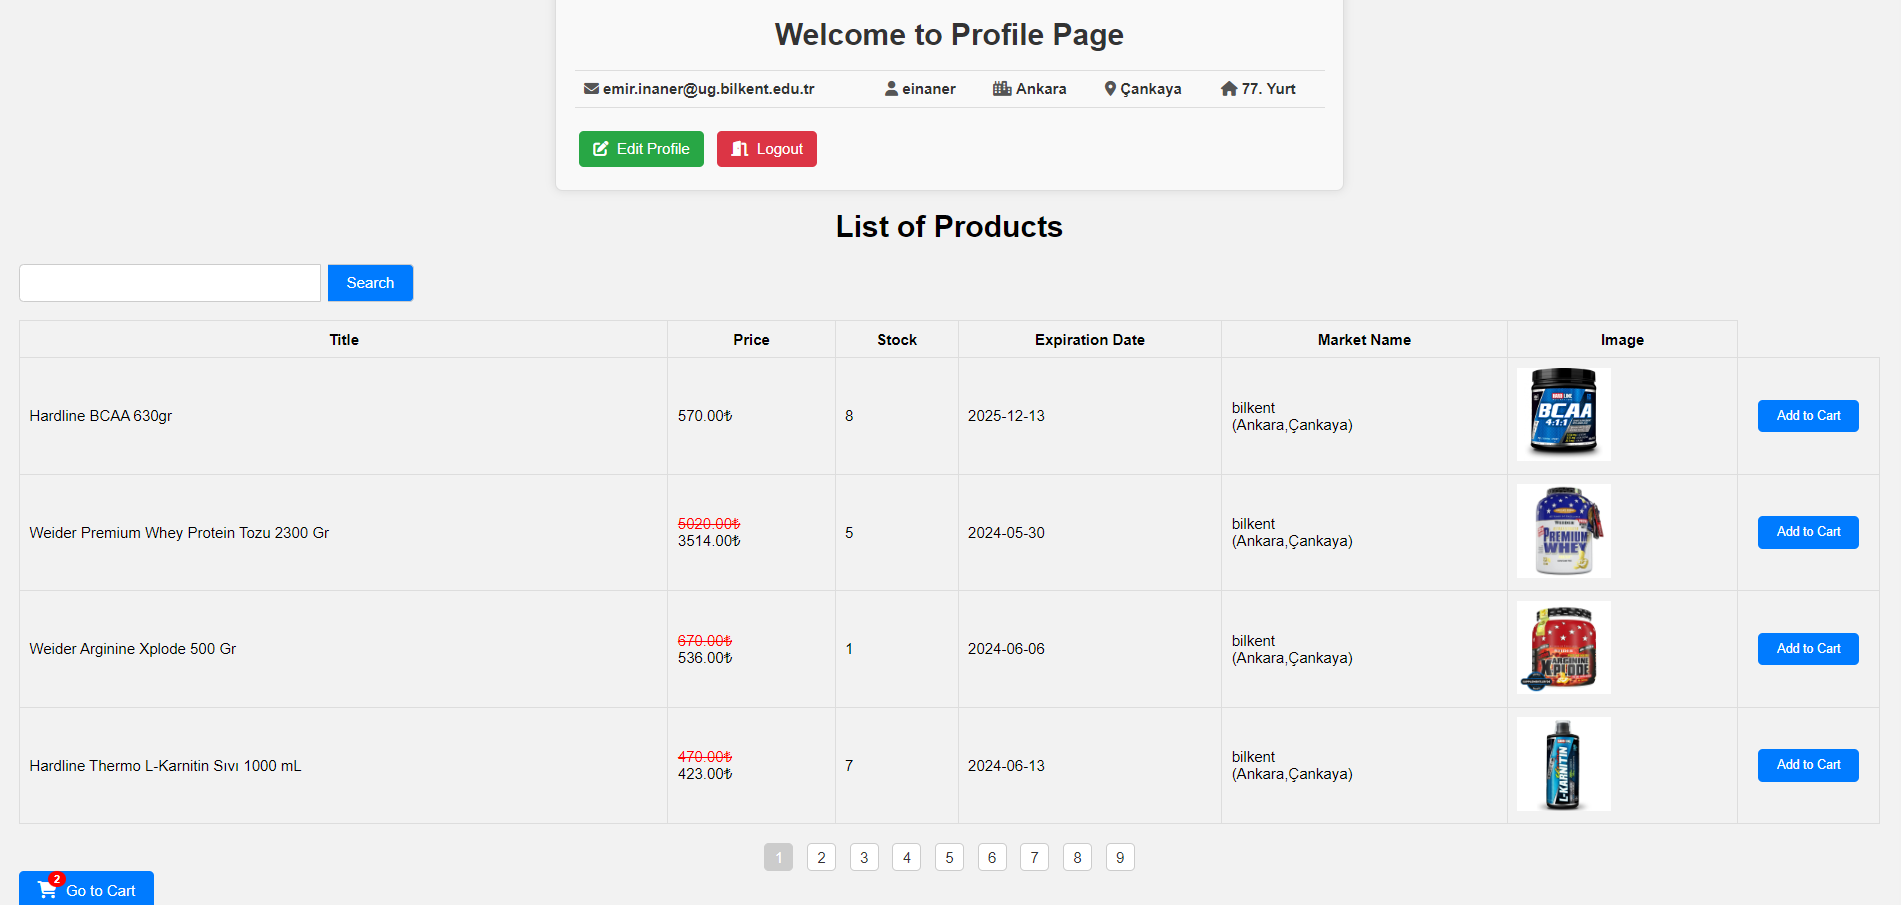 Welcome to Profile Page
emir.inaner@ug.bilkent.edu.tr einaner Ankara Çankaya 77. Yurt
Edit Profile Logout
List of Products
Search
Title Price Stock Expiration Date Market Name Image
Hardline BCAA 630gr 570.00₺ 8 2025-12-13 bilkent
(Ankara,Çankaya)
BCAA
4:1:1
Add to Cart
Weider Premium Whey Protein Tozu 2300 Gr 5020.00₺
3514.00₺ 5 2024-05-30 bilkent
(Ankara,Çankaya)
PREMIUM
WHEY
Add to Cart
Weider Arginine Xplode 500 Gr 670.00₺
536.00₺ 1 2024-06-06 bilkent
(Ankara,Çankaya)
ARGININE
XPLODE
Add to Cart
Hardline Thermo L-Karnitin Sıvı 1000 mL 470.00₺
423.00₺ 7 2024-06-13 bilkent
(Ankara,Çankaya)
L-KARNITIN
Add to Cart
1 2 3 4 5 6 7 8 9
2
Go to Cart